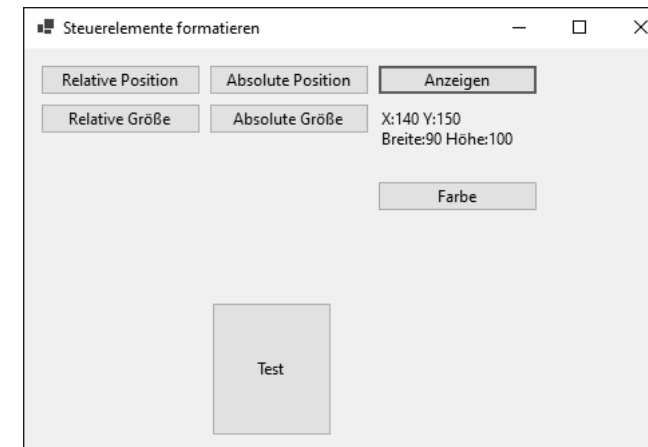 Steuerelemente formatieren
Relative Position Absolute Position Anzeigen
Relative Größe Absolute Größe X:140 Y:150
Breite:90 Höhe:100
Farbe
Test